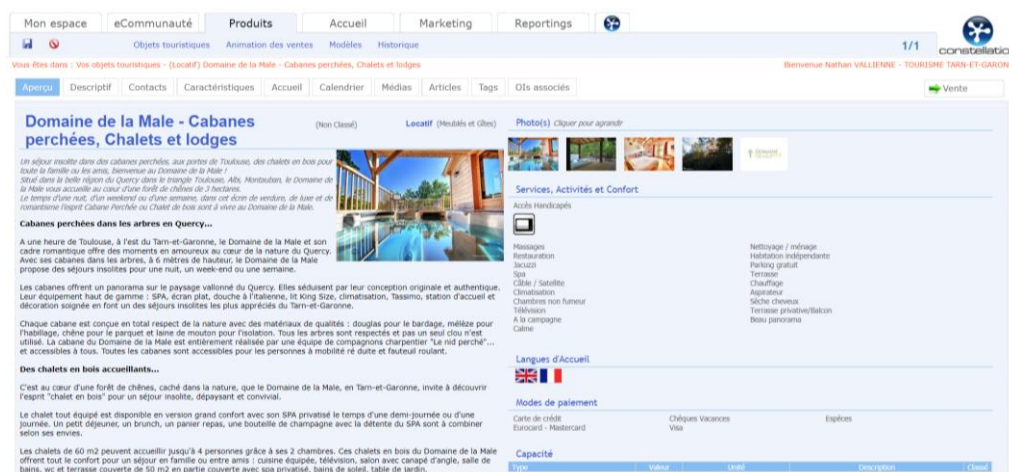 Mon espace eCommunauté Produits Accueil Marketing Reportings
Objets touristiques Animation des ventes Modèles Historique 1/1
constellatio
Vous êtes dans : Vos objets touristiques - (Locatif) Domaine de la Male - Cabanes perchées, Chalets et lodges Bienvenue Nathan VALLIENNE - TOURISME TARN-ET-GARON
Aperçu Descriptif Contacts Caractéristiques Accueil Calendrier Médias Articles Tags OIs associés Vente
Domaine de la Male - Cabanes
perchées, Chalets et lodges
(Non Classé) Locatif (Meublés et Gîtes)
Un séjour insolite dans des cabanes perchées, aux portes de Toulouse, des chalets en bois pour
toute la famille ou les amis, bienvenue au Domaine de la Male !
Situé dans la belle région du Quercy dans le triangle Toulouse, Albi, Montauban, le Domaine de
la Male vous accueille au cœur d'une forêt de chênes de 3 hectares.
Le temps d'une nuit, d'un weekend ou d'une semaine, dans cet écrin de verdure, de luxe et de
romantisme l'esprit Cabane Perchée ou Chalet de bois sont à vivre au Domaine de la Male.
Cabanes perchées dans les arbres en Quercy...
A une heure de Toulouse, à l'est du Tarn-et-Garonne, le Domaine de la Male et son
cadre romantique offre des moments en amoureux au cœur de la nature du Quercy.
Avec ses cabanes dans les arbres, à 6 mètres de hauteur, le Domaine de la Male
propose des séjours insolites pour une nuit, un week-end ou une semaine.
Les cabanes offrent un panorama sur le paysage vallonné du Quercy. Elles séduisent par leur conception originale et authentique.
Leur équipement haut de gamme : SPA, écran plat, douche à l'italienne, lit King Size, climatisation, Tassimo, station d'accueil et
décoration soignée en font un des séjours insolites les plus appréciés du Tarn-et-Garonne.
Chaque cabane est conçue en total respect de la nature avec des matériaux de qualités : douglas pour le bardage, mélèze pour
l'habillage, chêne pour le parquet et laine de mouton pour l'isolation. Tous les arbres sont respectés et pas un seul clou n'est
utilisé. La cabane du Domaine de la Male est entièrement réalisée par une équipe de compagnons charpentier "Le nid perché"...
et accessibles à tous. Toutes les cabanes sont accessibles pour les personnes à mobilité ré duite et fauteuil roulant.
Des chalets en bois accueillants...
C'est au cœur d'une forêt de chênes, caché dans la nature, que le Domaine de la Male, en Tarn-et-Garonne, invite à découvrir
l'esprit "chalet en bois" pour un séjour insolite, dépaysant et convivial.
Le chalet tout équipé est disponible en version grand confort avec son SPA privatisé le temps d'une demi-journée ou d'une
journée. Un petit déjeuner, un brunch, un panier repas, une bouteille de champagne avec la détente du SPA sont à combiner
selon ses envies.
Les chalets de 60 m2 peuvent accueillir jusqu'à 4 personnes grâce à ses 2 chambres. Ces chalets en bois du Domaine de la Male
offrent tout le confort pour un séjour en famille ou entre amis : cuisine équipée, télévision, salon avec canapé d'angle, salle de
bains, wc et terrasse couverte de 50 m2 en partie couverte avec spa privatisé, bains de soleil, table de jardin.
Photo(s) Cliquer pour agrandir
Services, Activités et Confort
Accès Handicapés
Massages
Restauration
Jacuzzi
Spa
Câble / Satellite
Climatisation
Chambres non fumeur
Télévision
A la campagne
Calme
Nettoyage / ménage
Habitation indépendante
Parking gratuit
Terrasse
Chauffage
Aspirateur
Sèche cheveux
Terrasse privative/Balcon
Beau panorama
Langues d'Accueil
Modes de paiement
Carte de crédit Chèques Vacances Espèces
Eurocard - Mastercard Visa
Capacité
Type Valeur Unité Description Classé